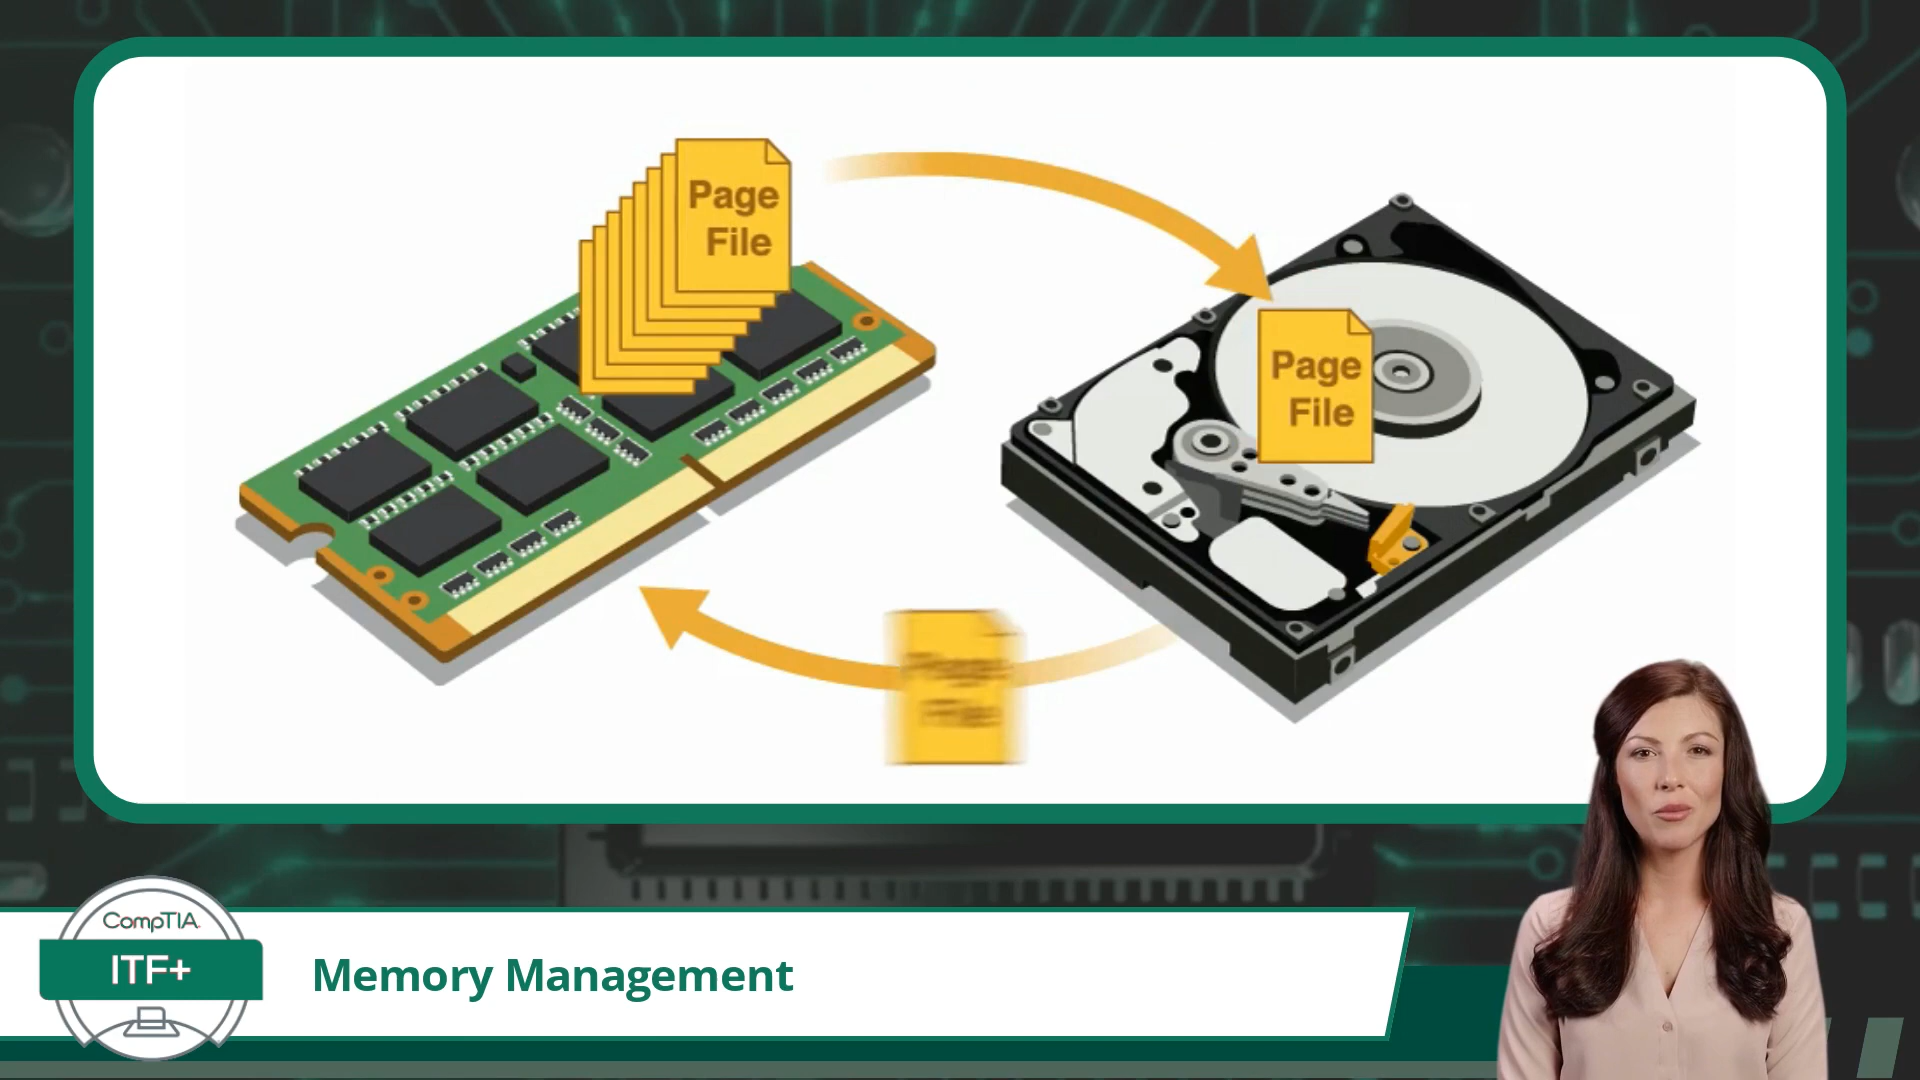 Page
File
Page
File
CompTIA
ITF+
Memory Management